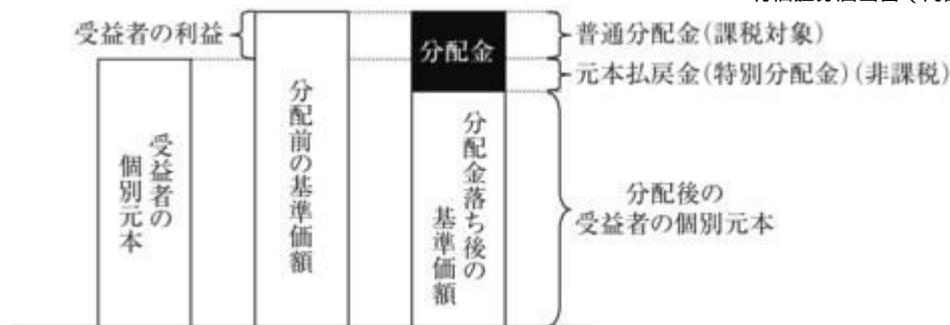 受益者の利益
受益者の
個別元本
分配前の基準価額
分配金
分配金落ち後の
基準価額
普通分配金(課税対象)
元本払戻金(特別分配金)(非課税)
分配後の
受益者の個別元本